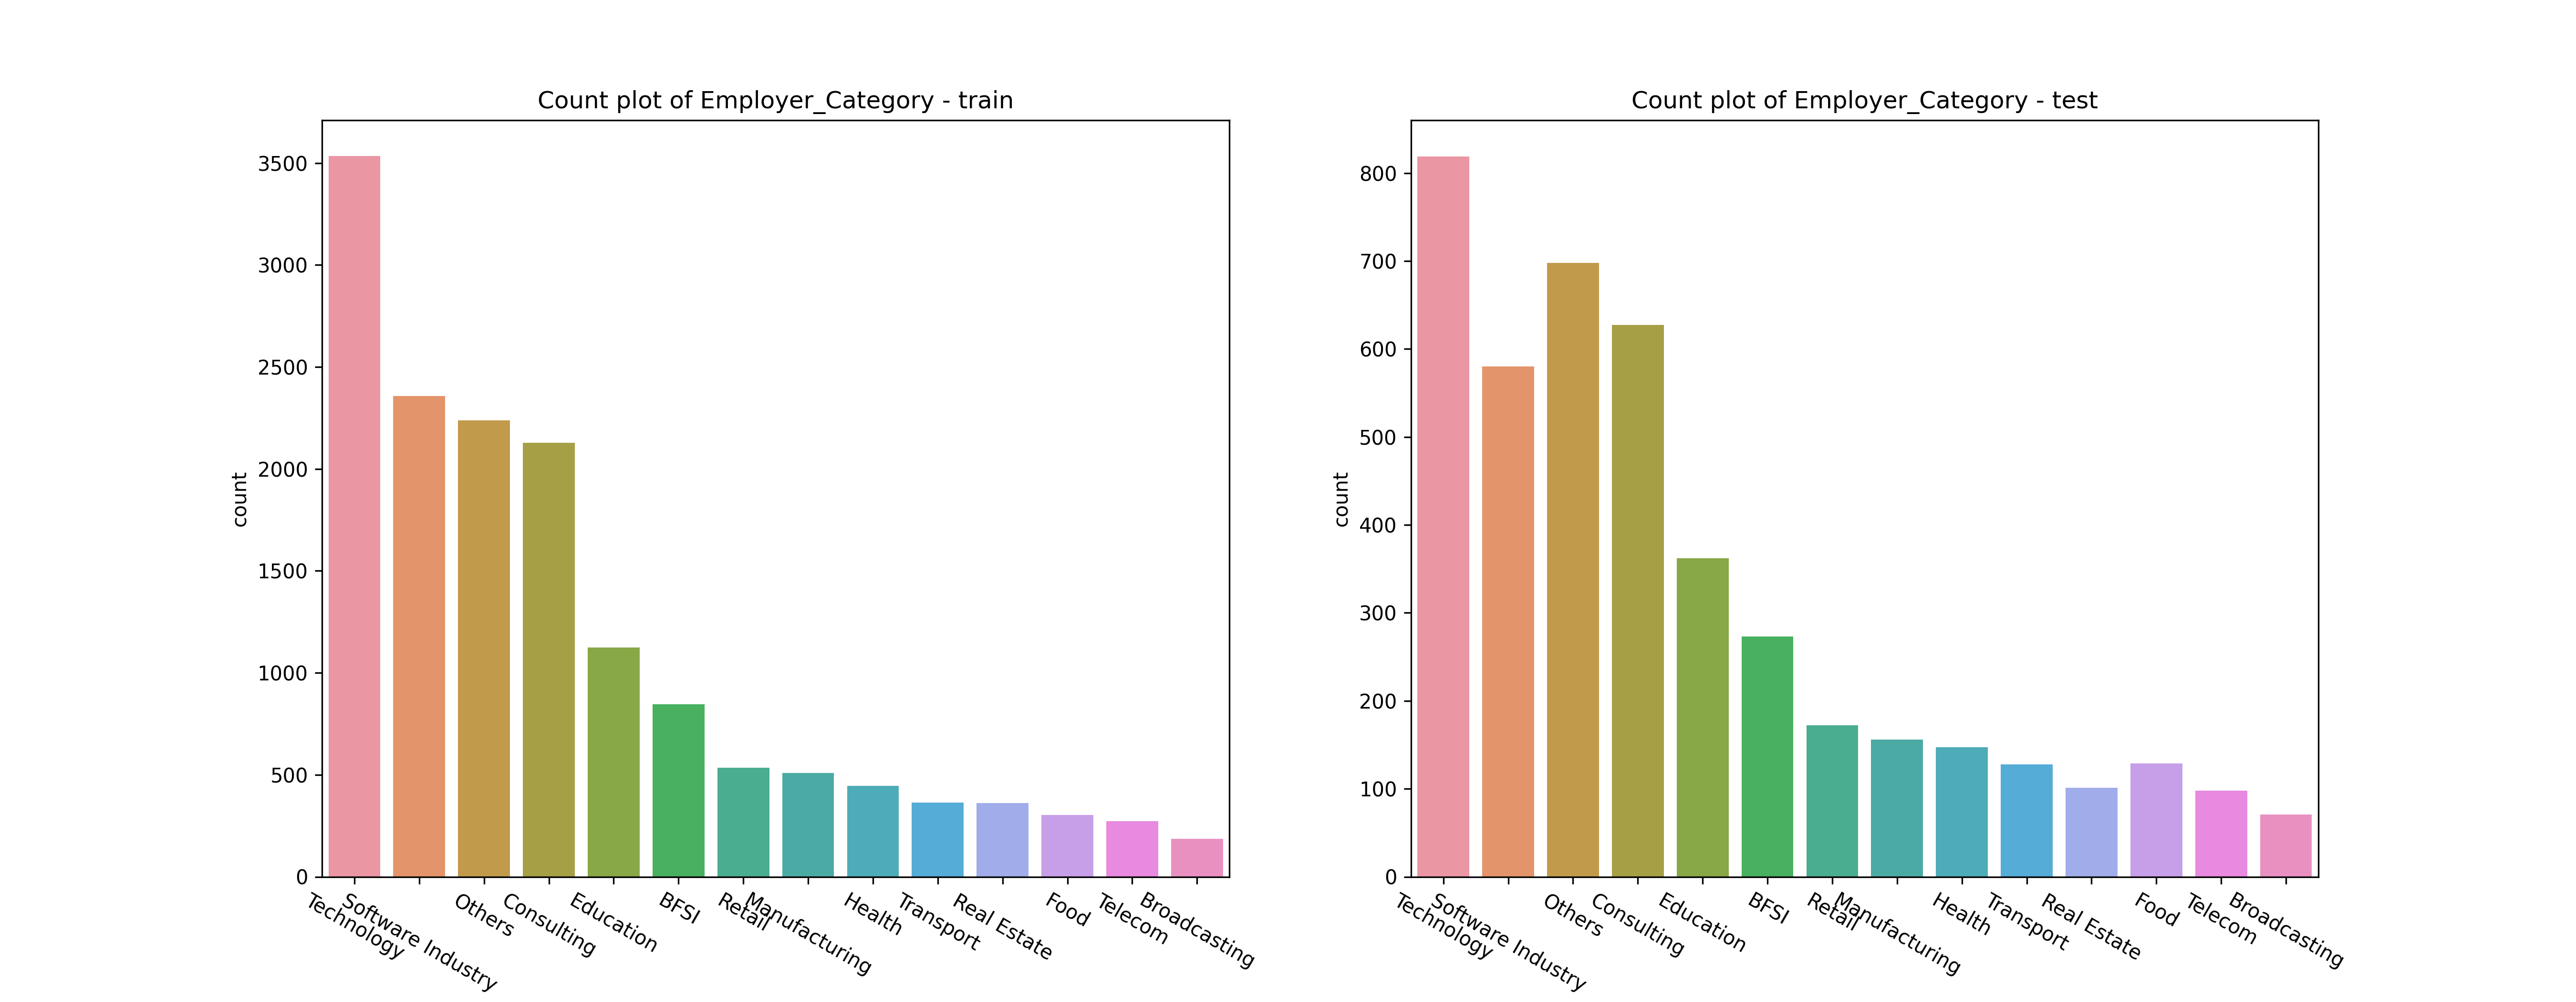 Count plot of Employer_Category - train
count
3500
3000
2500
2000
1500
1000
500
0
Technology
Software Industry
Others
Consulting
Education
BFSI
Retail
Manufacturing
Health
Transport
Real Estate
Food
Telecom
Broadcasting
Count plot of Employer_Category - test
count
800
700
600
500
400
300
200
100
0
Technology
Software Industry
Others
Consulting
Education
BFSI
Retail
Manufacturing
Health
Transport
Real Estate
Food
Telecom
Broadcasting